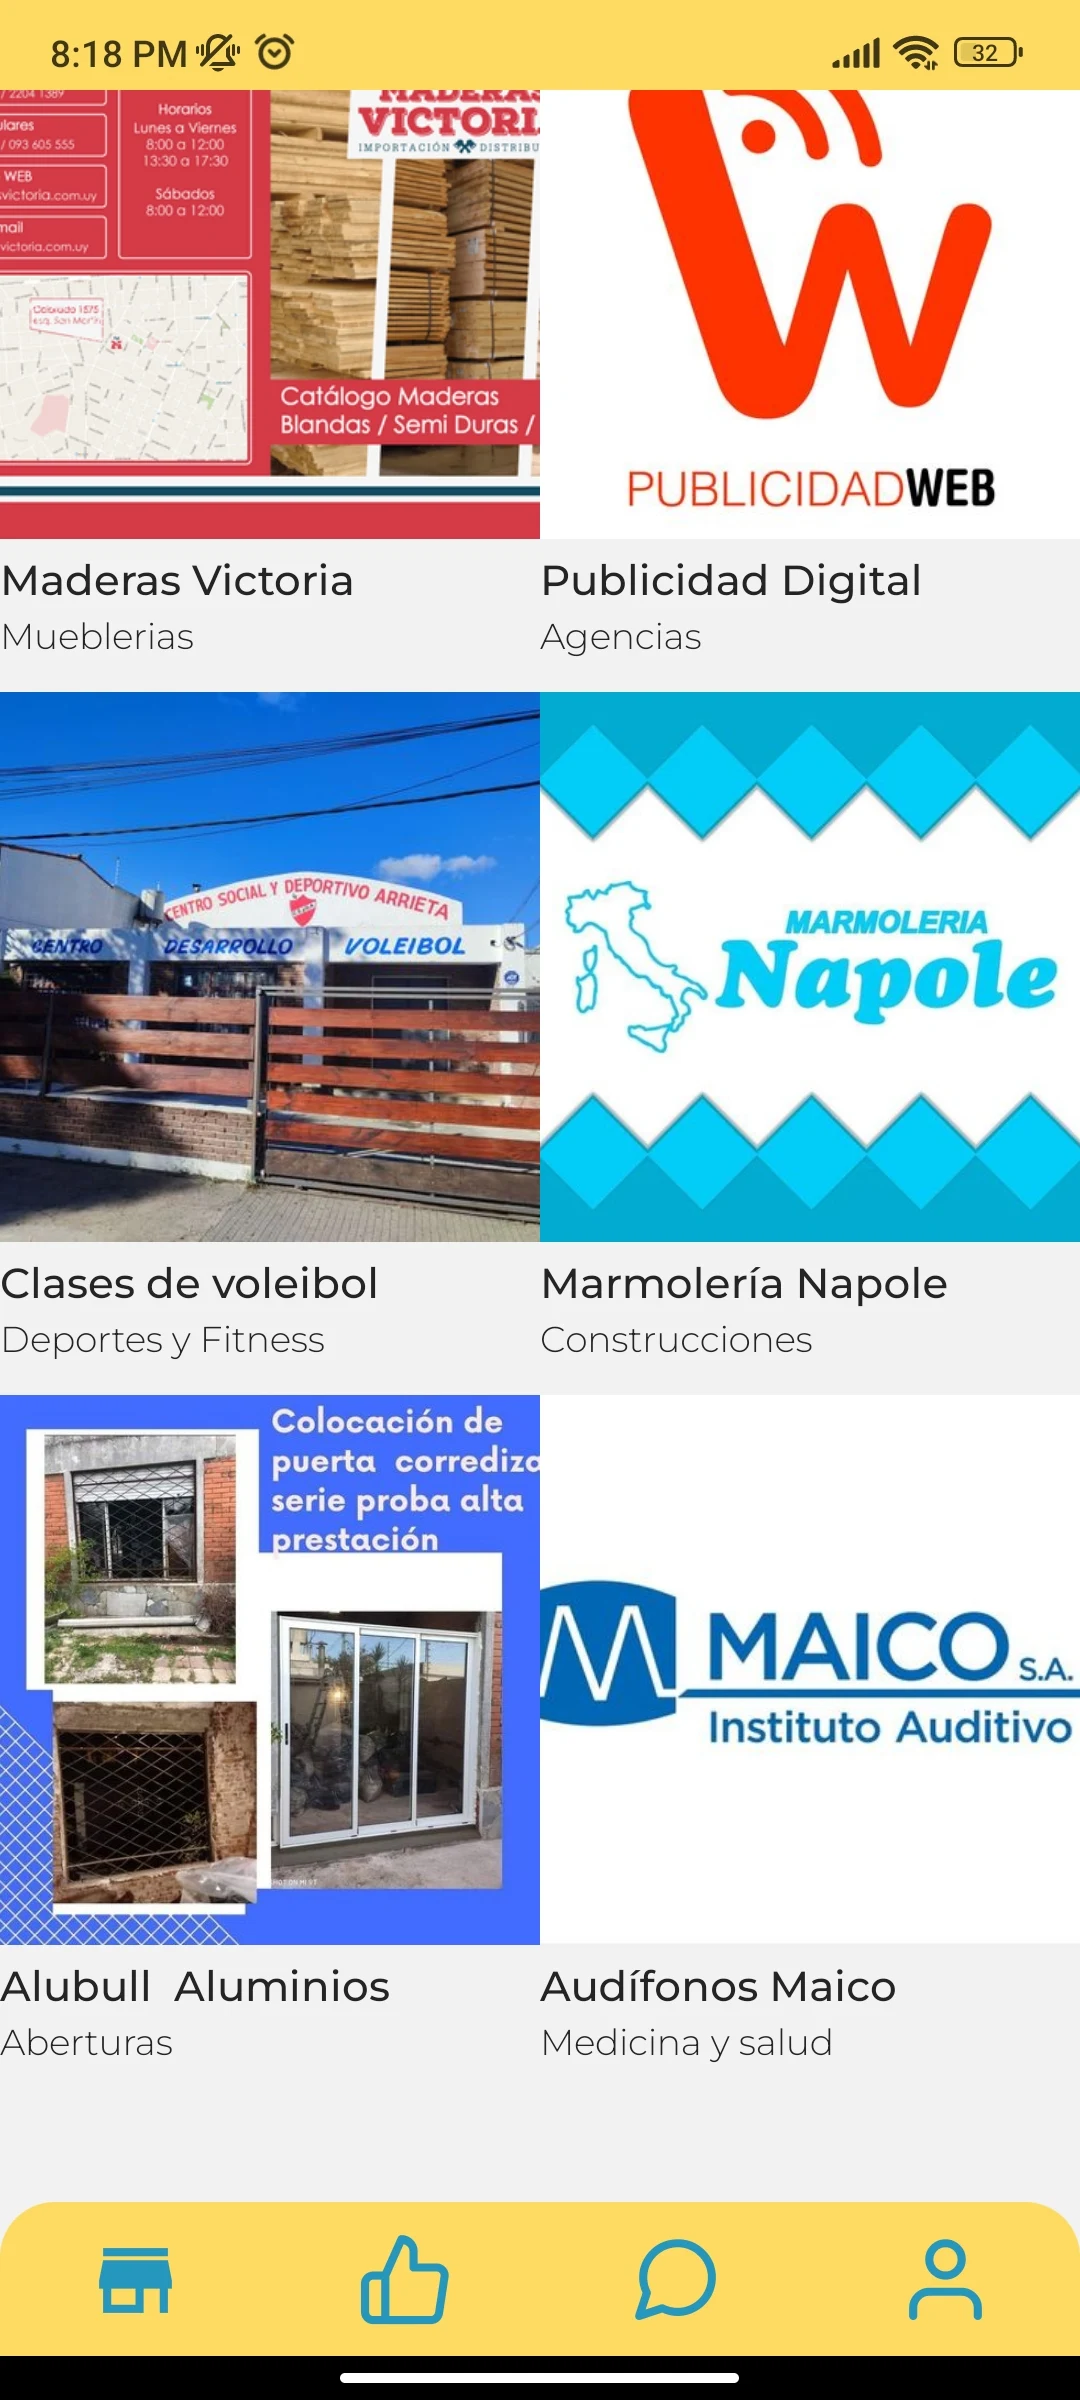 8:18 PM
32
/ 2204 1389
ulares
/ 093 605 555
WEB
svictoria.com.uy
mail
victoria.com.uy
Horarios
Lunes a Viernes
8:00 a 12:00
13:30 a 17:30
Sábados
8:00 a 12:00
Colorado 1575
esq. San Martín
MADERAS
VICTORI
IMPORTACIÓN DISTRIBU
Catálogo Maderas
Blandas / Semi Duras /
PUBLICIDADWEB
Maderas Victoria
Mueblerias
Publicidad Digital
Agencias
CENTRO SOCIAL Y DEPORTIVO ARRIETA
CENTRO DESARROLLO VOLEIBOL
MARMOLERIA
Napole
Clases de voleibol
Deportes y Fitness
Marmolería Napole
Construcciones
Colocación de
puerta corrediza
serie proba alta
prestación
MAICO S.A.
Instituto Auditivo
Alubull Aluminios
Aberturas
Audífonos Maico
Medicina y salud